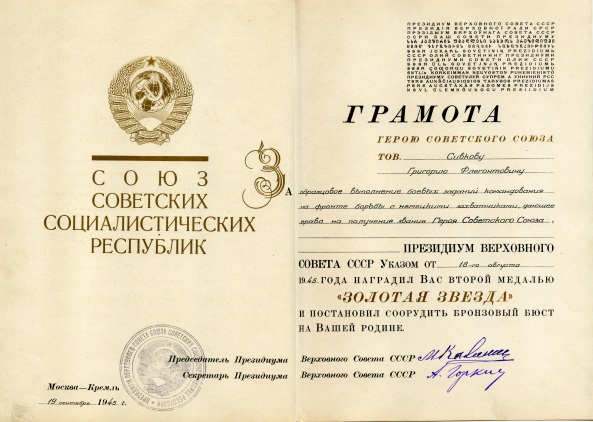 СОЮЗ
СОВЕТСКИХ
СОЦИАЛИСТИЧЕСКИХ
РЕСПУБЛИК
ПРЕЗИДИУМ ВЕРХОВНОГО СОВЕТА СССР
ГРАМОТА
ГЕРОЮ СОВЕТСКОГО СОЮЗА
ТОВ. Сивкову
Григорию Флегонтовичу
ЗА образцовое выполнение боевых заданий командования
на фронте борьбы с немецкими захватчиками, дающее
право на получение звания Героя Советского Союза,
ПРЕЗИДИУМ ВЕРХОВНОГО
СОВЕТА СССР УКАЗОМ ОТ 18-го августа
1945 ГОДА НАГРАДИЛ ВАС ВТОРОЙ МЕДАЛЬЮ
«ЗОЛОТАЯ ЗВЕЗДА»
И ПОСТАНОВИЛ СООРУДИТЬ БРОНЗОВЫЙ БЮСТ
НА ВАШЕЙ РОДИНЕ.
Председатель Президиума Верховного Совета СССР М. Калинин
Секретарь Президиума Верховного Совета СССР А. Горкин
Москва—Кремль
19 сентября 1945 г.